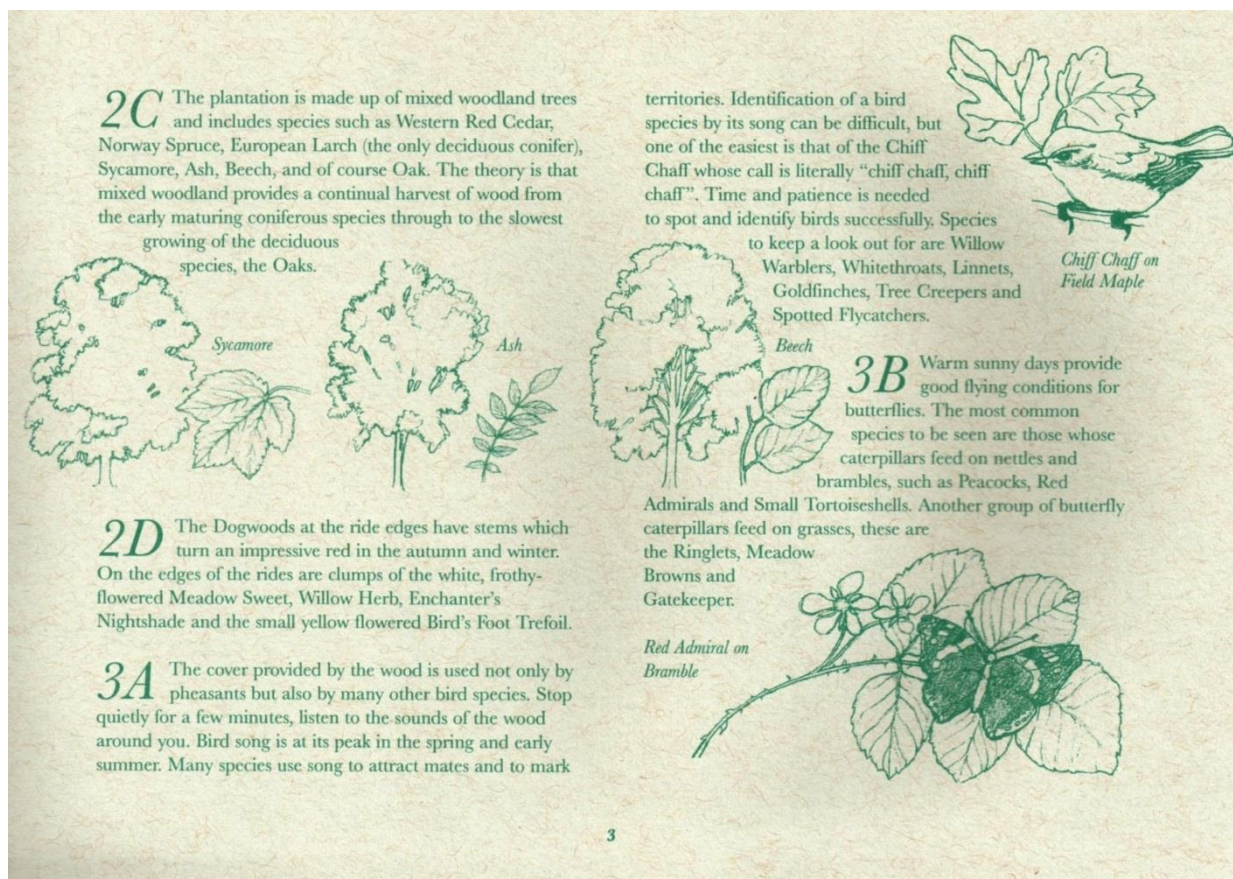 2C The plantation is made up of mixed woodland trees
and includes species such as Western Red Cedar,
Norway Spruce, European Larch (the only deciduous conifer),
Sycamore, Ash, Beech, and of course Oak. The theory is that
mixed woodland provides a continual harvest of wood from
the early maturing coniferous species through to the slowest
growing of the deciduous
species, the Oaks.
Sycamore
Ash
2D The Dogwoods at the ride edges have stems which
turn an impressive red in the autumn and winter.
On the edges of the rides are clumps of the white, frothy-
flowered Meadow Sweet, Willow Herb, Enchanter's
Nightshade and the small yellow flowered Bird's Foot Trefoil.
3A The cover provided by the wood is used not only by
pheasants but also by many other bird species. Stop
quietly for a few minutes, listen to the sounds of the wood
around you. Bird song is at its peak in the spring and early
summer. Many species use song to attract mates and to mark
territories. Identification of a bird
species by its song can be difficult, but
one of the easiest is that of the Chiff
Chaff whose call is literally "chiff chaff, chiff
chaff". Time and patience is needed
to spot and identify birds successfully. Species
to keep a look out for are Willow
Warblers, Whitethroats, Linnets,
Goldfinches, Tree Creepers and
Spotted Flycatchers.
Chiff Chaff on
Field Maple
Beech
3B Warm sunny days provide
good flying conditions for
butterflies. The most common
species to be seen are those whose
caterpillars feed on nettles and
brambles, such as Peacocks, Red
Admirals and Small Tortoiseshells. Another group of butterfly
caterpillars feed on grasses, these are
the Ringlets, Meadow
Browns and
Gatekeeper.
Red Admiral on
Bramble
3